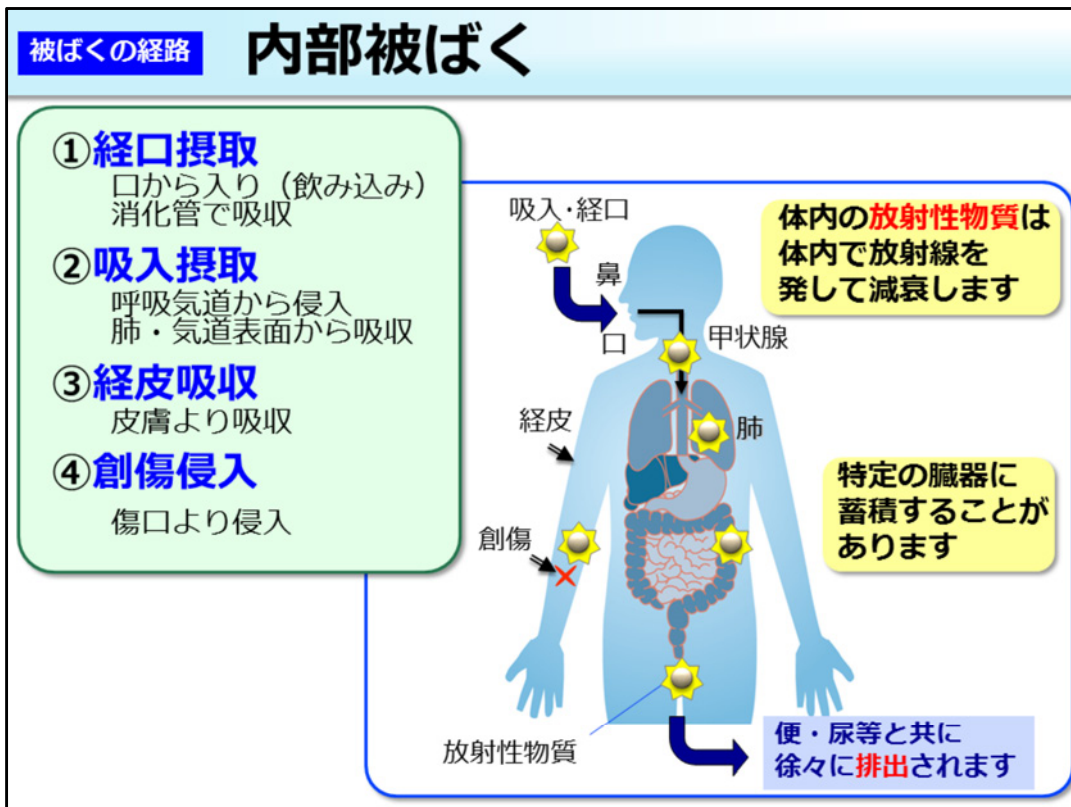 被ばくの経路
内部被ばく
①経口摂取
口から入り（飲み込み）
消化管で吸収
②吸入摂取
呼吸気道から侵入
肺・気道表面から吸収
③経皮吸収
皮膚より吸収
④創傷侵入
傷口より侵入
吸入・経口
鼻
口
甲状腺
経皮
肺
創傷
放射性物質
体内の放射性物質は
体内で放射線を
発して減衰します
特定の臓器に
蓄積することが
あります
便・尿等と共に
徐々に排出されます